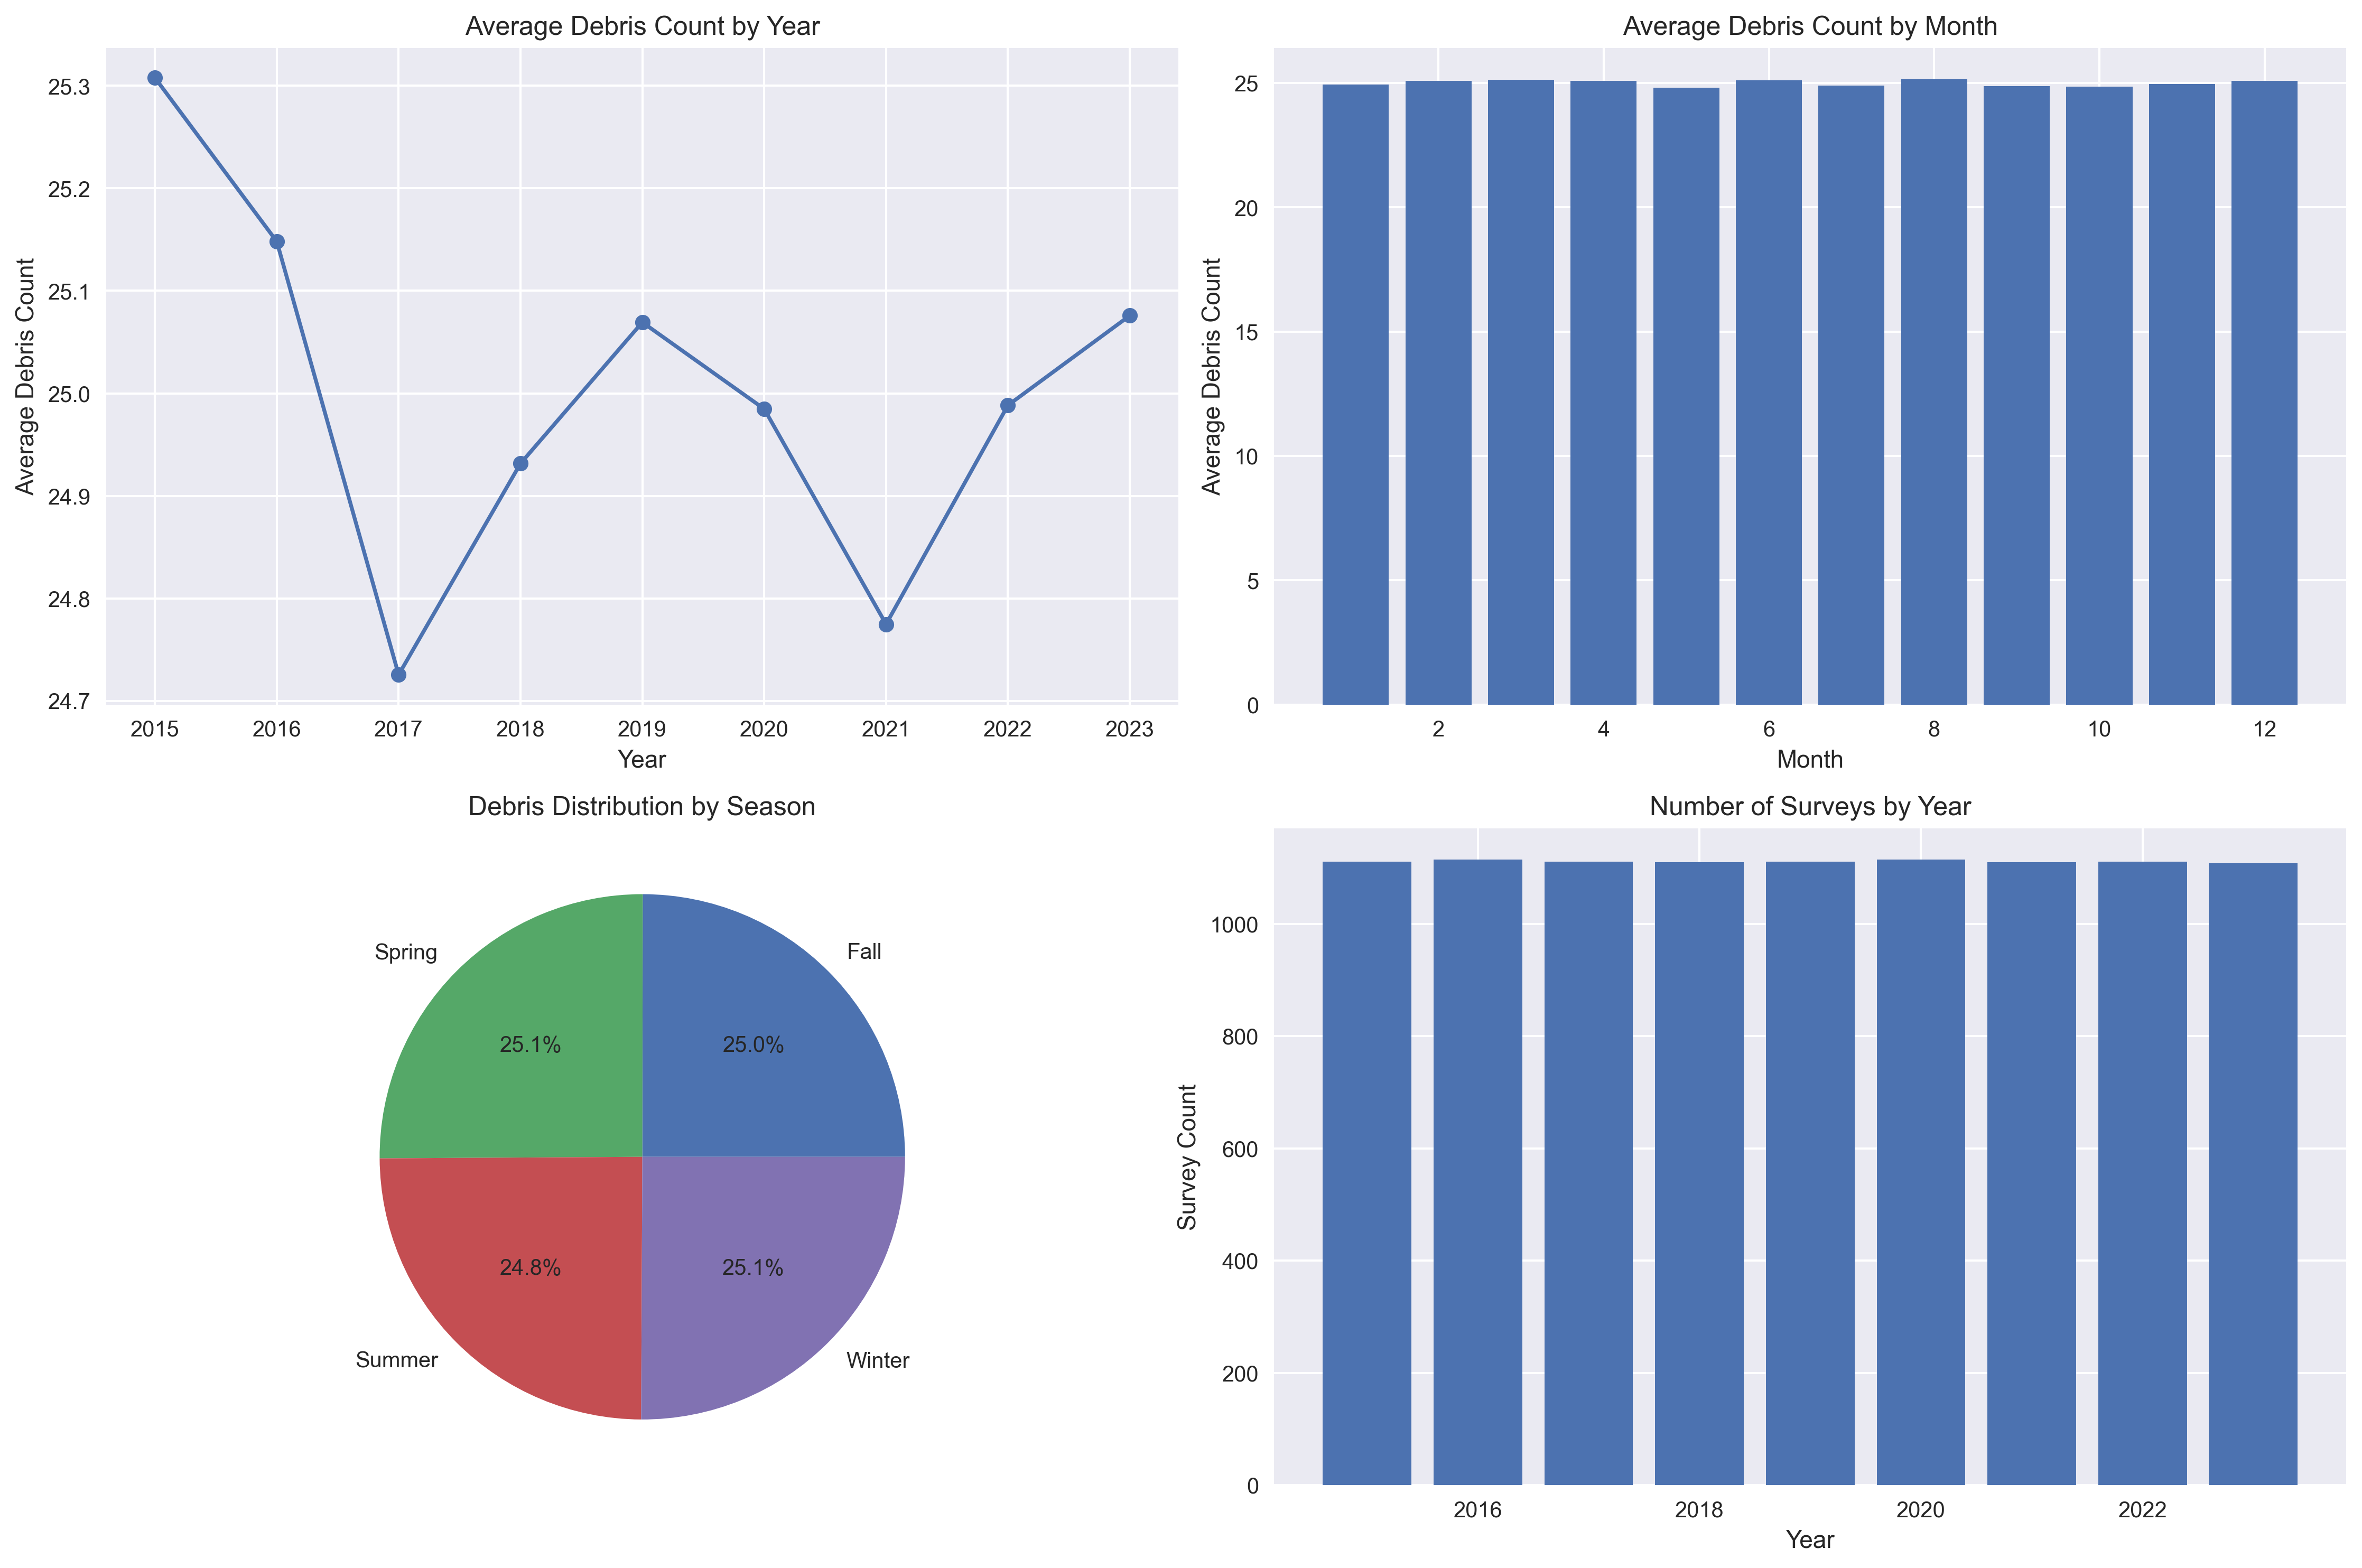 Average Debris Count by Year
Average Debris Count
25.3
25.2
25.1
25.0
24.9
24.8
24.7
2015 2016 2017 2018 2019 2020 2021 2022 2023
Year
Average Debris Count by Month
Average Debris Count
25
20
15
10
5
0
2 4 6 8 10 12
Month
Debris Distribution by Season
Spring
Fall
25.1%
25.0%
24.8%
25.1%
Summer
Winter
Number of Surveys by Year
Survey Count
1000
800
600
400
200
0
2016 2018 2020 2022
Year